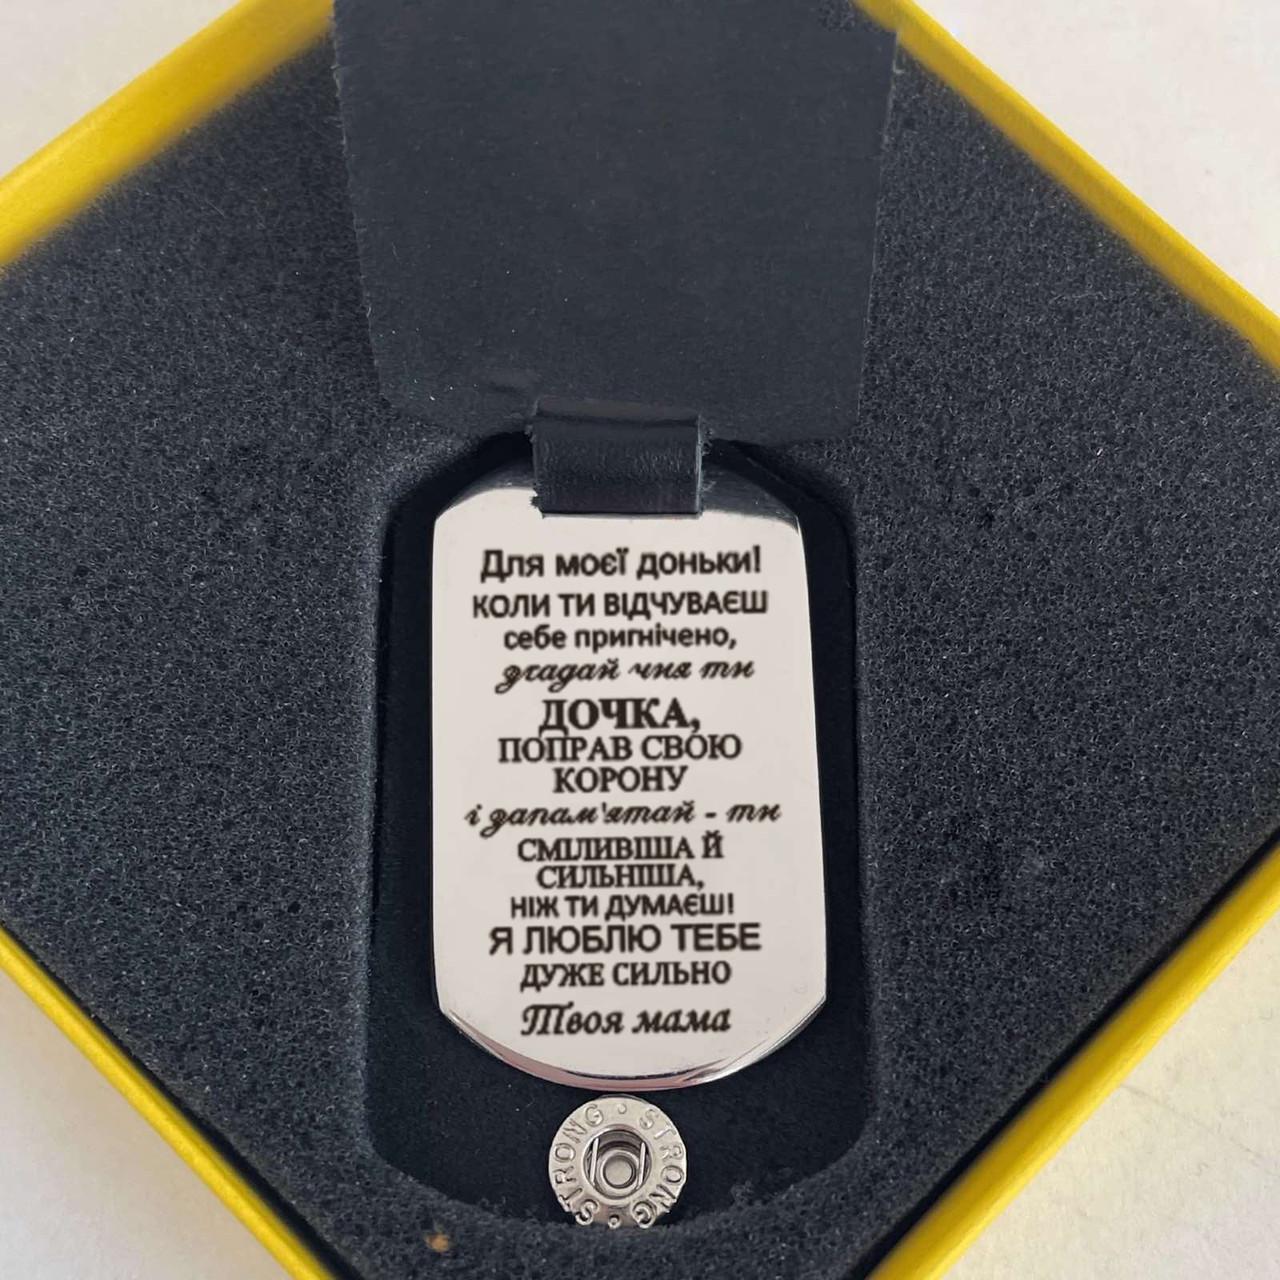 Для моєї доньки!
КОЛИ ТИ ВІДЧУВАЄШ
себе пригнічено,
згадай чия ти
ДОЧКА,
ПОПРАВ СВОЮ
КОРОНУ
і запам'ятай - ти
СМІЛИВІША Й
СИЛЬНІША,
НІЖ ТИ ДУМАЄШ!
Я ЛЮБЛЮ ТЕБЕ
ДУЖЕ СИЛЬНО
Твоя мама
STRONG · STRONG ·